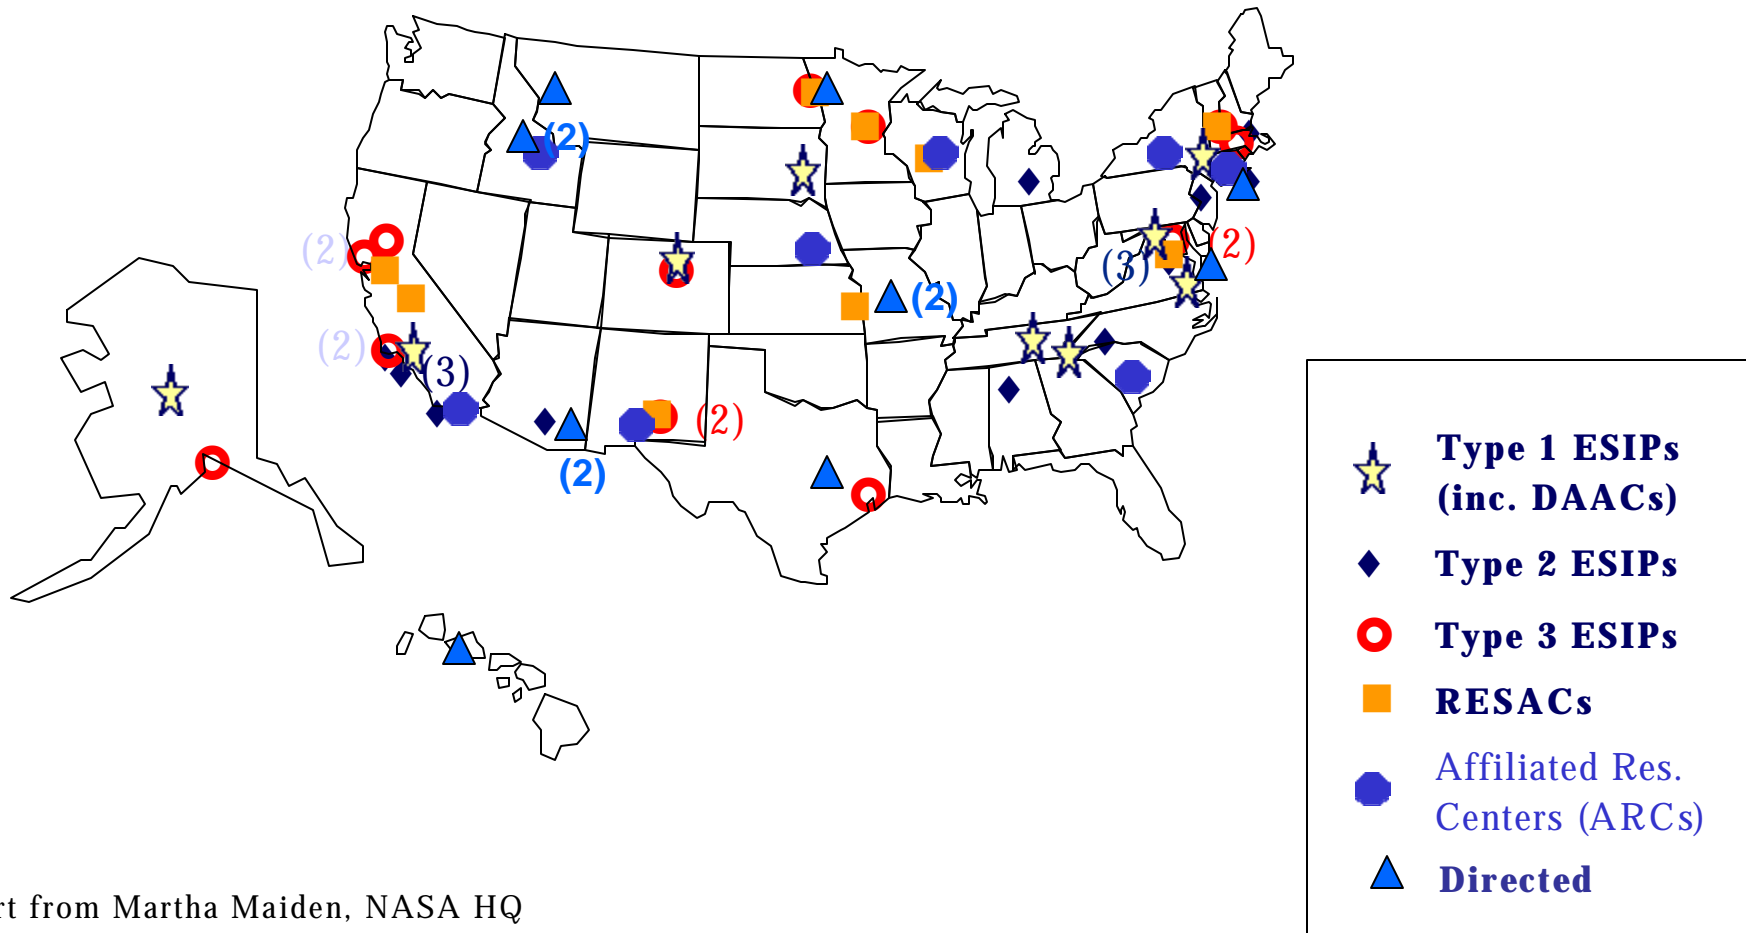 (2)
(2)
(2)
(3)
(2)
(2)
(2)
(3)
(2)
(2)
Type 1 ESIPs
(inc. DAACs)
Type 2 ESIPs
Type 3 ESIPs
RESACs
Affiliated Res.
Centers (ARCs)
Directed
rt from Martha Maiden, NASA HQ